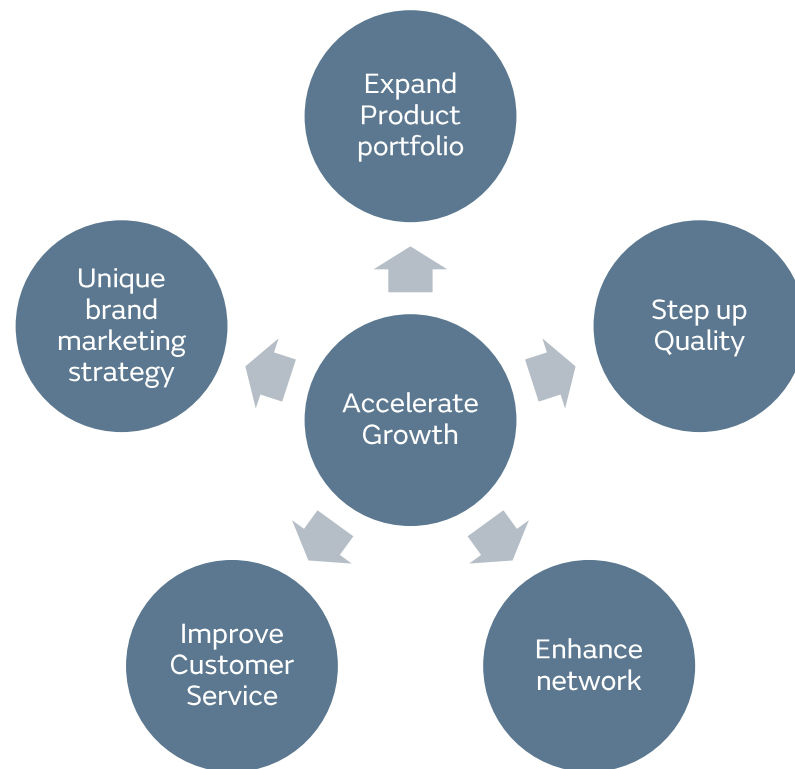 Expand
Product
portfolio
Unique
brand
marketing
strategy
Step up
Quality
Accelerate
Growth
Improve
Customer
Service
Enhance
network